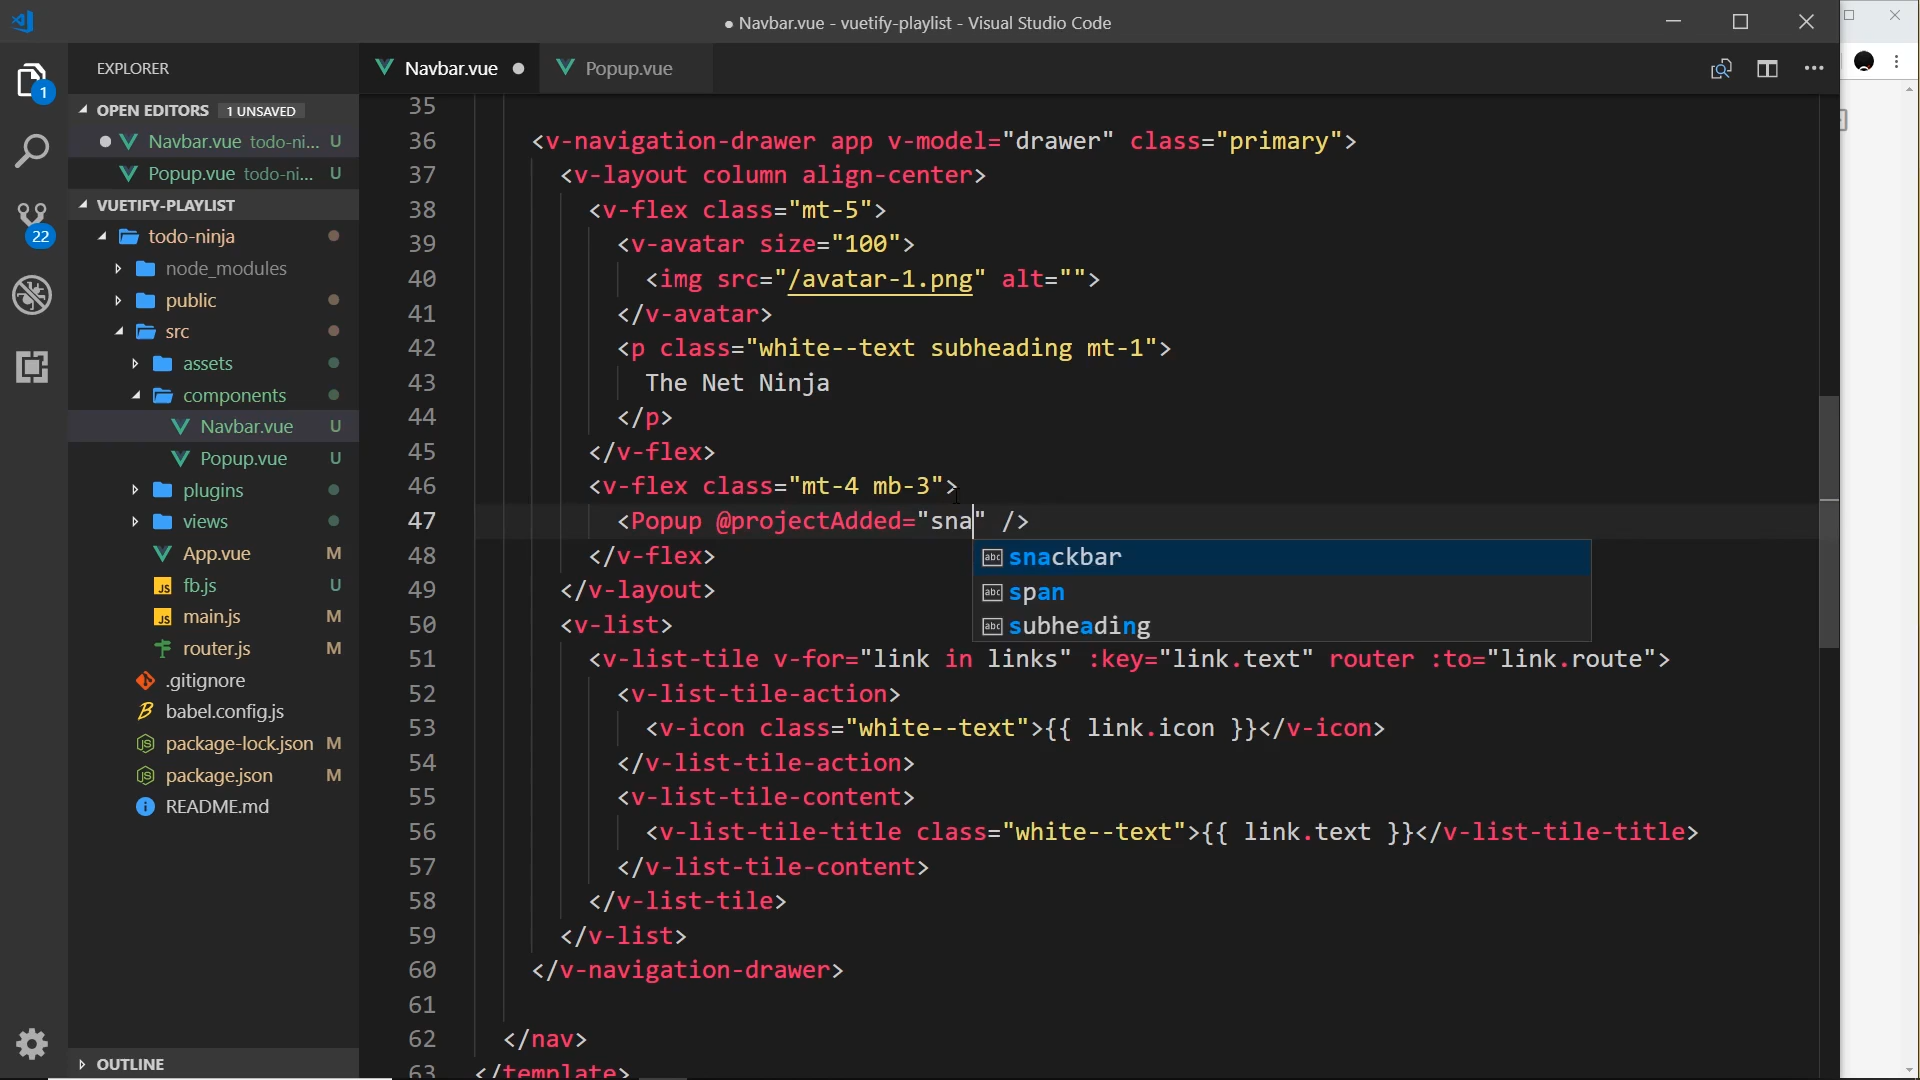 ● Navbar.vue - vuetify-playlist - Visual Studio Code
EXPLORER
OPEN EDITORS 1 UNSAVED
Navbar.vue todo-ni... U
Popup.vue todo-ni... U
VUETIFY-PLAYLIST
todo-ninja
node_modules
public
src
assets
components
Navbar.vue U
Popup.vue U
plugins
views
App.vue M
fb.js U
main.js M
router.js M
.gitignore
babel.config.js
package-lock.json M
package.json M
README.md
OUTLINE
1
22
Navbar.vue ●
Popup.vue
35
36 <v-navigation-drawer app v-model="drawer" class="primary">
37 <v-layout column align-center>
38 <v-flex class="mt-5">
39 <v-avatar size="100">
40 <img src="/avatar-1.png" alt="">
41 </v-avatar>
42 <p class="white--text subheading mt-1">
43 The Net Ninja
44 </p>
45 </v-flex>
46 <v-flex class="mt-4 mb-3">
47 <Popup @projectAdded="sna" />
48 </v-flex>
49 </v-layout>
50 <v-list>
51 <v-list-tile v-for="link in links" :key="link.text" router :to="link.route">
52 <v-list-tile-action>
53 <v-icon class="white--text">{{ link.icon }}</v-icon>
54 </v-list-tile-action>
55 <v-list-tile-content>
56 <v-list-tile-title class="white--text">{{ link.text }}</v-list-tile-title>
57 </v-list-tile-content>
58 </v-list-tile>
59 </v-list>
60 </v-navigation-drawer>
61
62 </nav>
63 </template>
abc snackbar
abc span
abc subheading